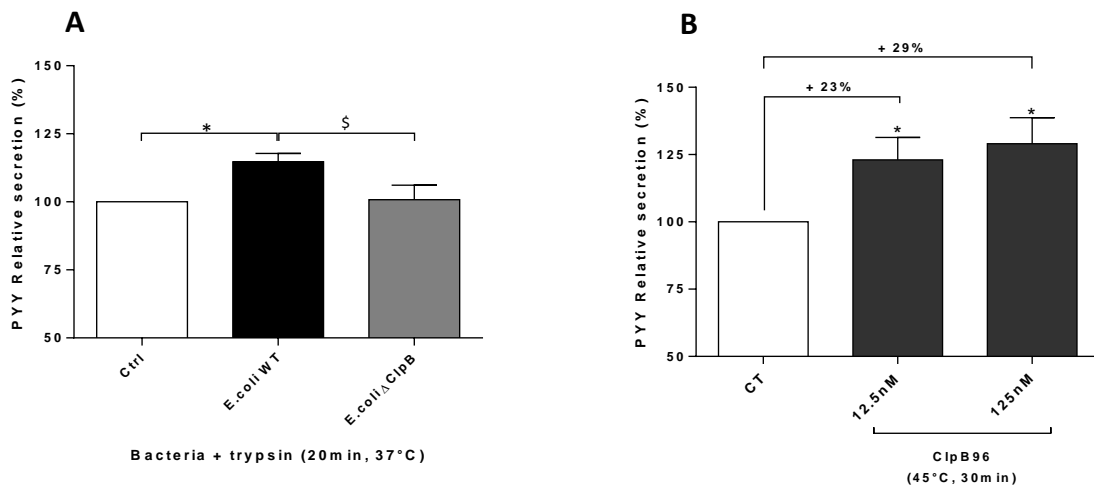 A
PYY Relative secretion (%)
150
125
100
75
50
*
$
Ctrl
E.coli WT
E.coli△ClpB
Bacteria + trypsin (20min, 37°C)
B
PYY Relative secretion (%)
150
125
100
75
50
+ 29%
+ 23%
*
*
CT
12.5nM
125nM
ClpB96
(45°C, 30min)